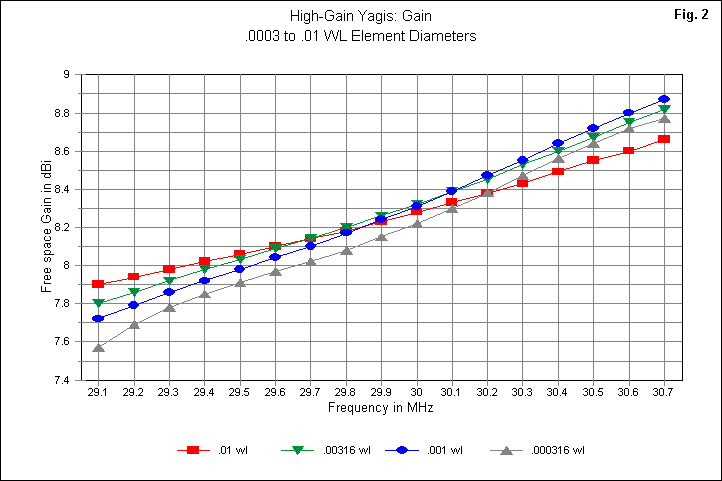 High-Gain Yagis: Gain
Fig. 2
.0003 to .01 WL Element Diameters
Free space Gain in dBi
9
8.8
8.6
8.4
8.2
8
7.8
7.6
7.4
29.1 29.2 29.3 29.4 29.5 29.6 29.7 29.8 29.9 30 30.1 30.2 30.3 30.4 30.5 30.6 30.7
Frequency in MHz
.01 wl .00316 wl .001 wl .000316 wl